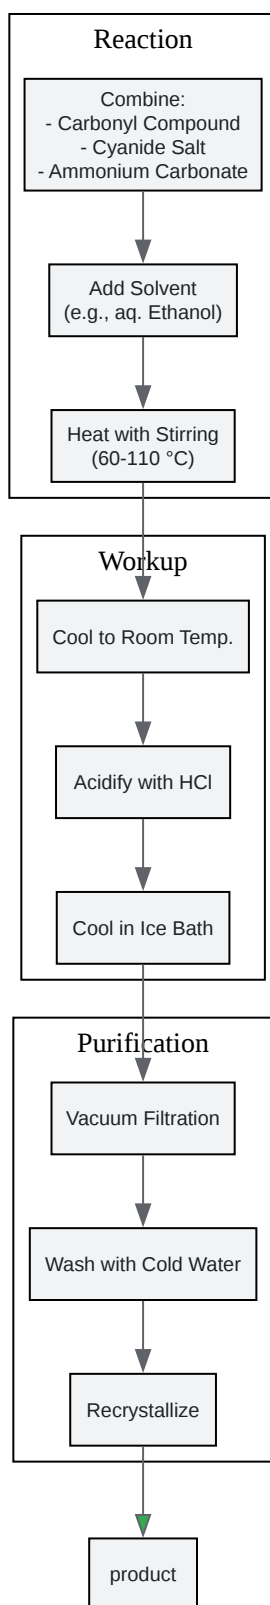 Reaction
Combine:
- Carbonyl Compound
- Cyanide Salt
- Ammonium Carbonate
Add Solvent
(e.g., aq. Ethanol)
Heat with Stirring
(60-110 °C)
Workup
Cool to Room Temp.
Acidify with HCl
Cool in Ice Bath
Purification
Vacuum Filtration
Wash with Cold Water
Recrystallize
product